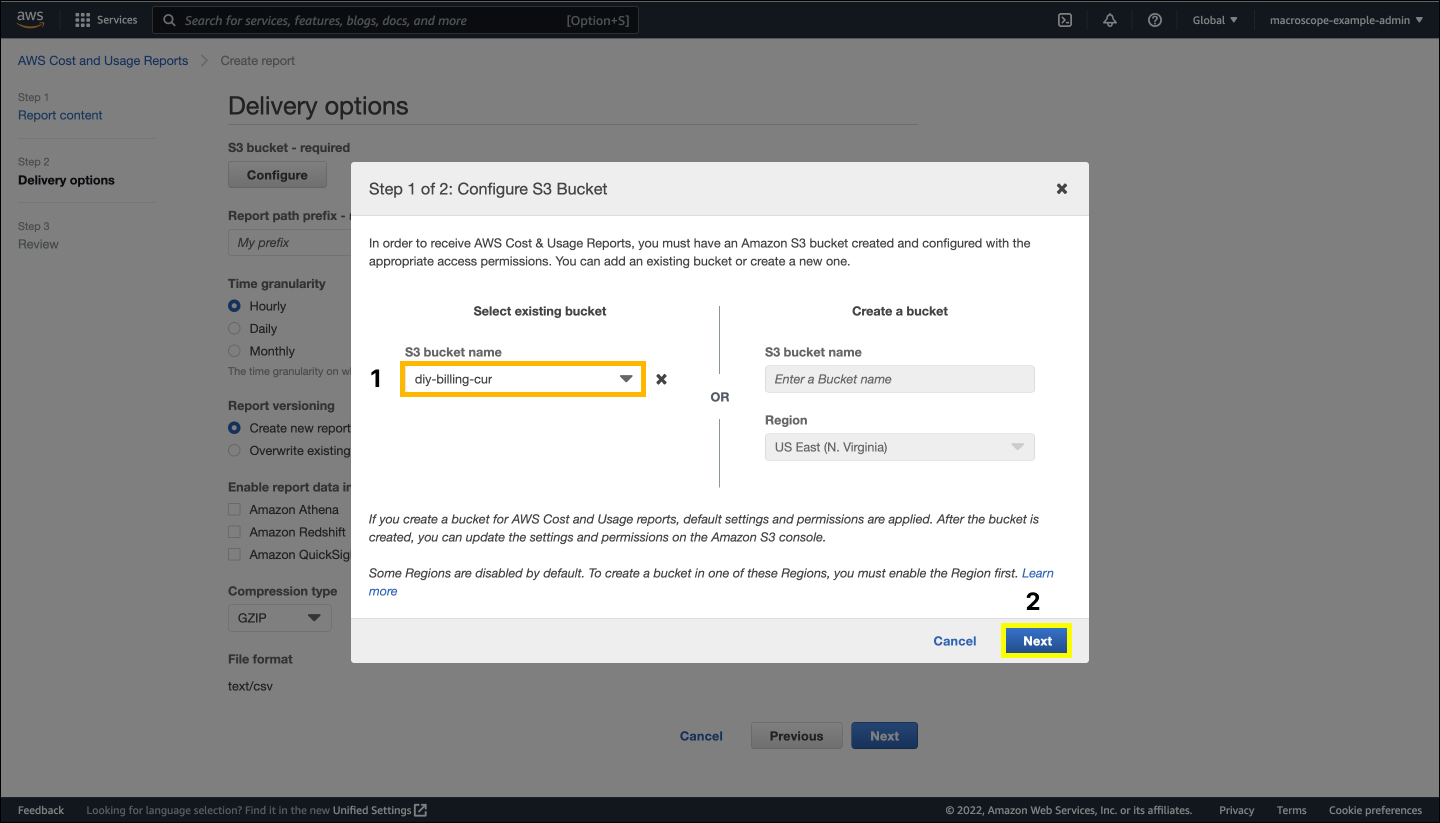 aws
Services
Search for services, features, blogs, docs, and more
[Option+S]
Global
macroscope-example-admin
AWS Cost and Usage Reports
Create report
Step 1
Report content
Step 2
Delivery options
Step 3
Review
Delivery options
S3 bucket - required
Configure
Report path prefix -
My prefix
Time granularity
Hourly
Daily
Monthly
The time granularity on
Report versioning
Create new report
Overwrite existing
Enable report data
Amazon Athena
Amazon Redshift
Amazon QuickSig
Compression type
GZIP
File format
text/csv
Cancel
Previous
Next
Step 1 of 2: Configure S3 Bucket
In order to receive AWS Cost & Usage Reports, you must have an Amazon S3 bucket created and configured with the
appropriate access permissions. You can add an existing bucket or create a new one.
Select existing bucket
S3 bucket name
1
diy-billing-cur
OR
Create a bucket
S3 bucket name
Enter a Bucket name
Region
US East (N. Virginia)
If you create a bucket for AWS Cost and Usage reports, default settings and permissions are applied. After the bucket is
created, you can update the settings and permissions on the Amazon S3 console.
Some Regions are disabled by default. To create a bucket in one of these Regions, you must enable the Region first. Learn
more
2
Cancel
Next
Feedback
Looking for language selection? Find it in the new Unified Settings
© 2022, Amazon Web Services, Inc. or its affiliates.
Privacy
Terms
Cookie preferences